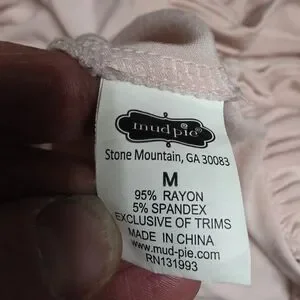 mudpie®
Stone Mountain, GA 30083
M
95% RAYON
5% SPANDEX
EXCLUSIVE OF TRIMS
MADE IN CHINA
www.mud-pie.com
RN131993